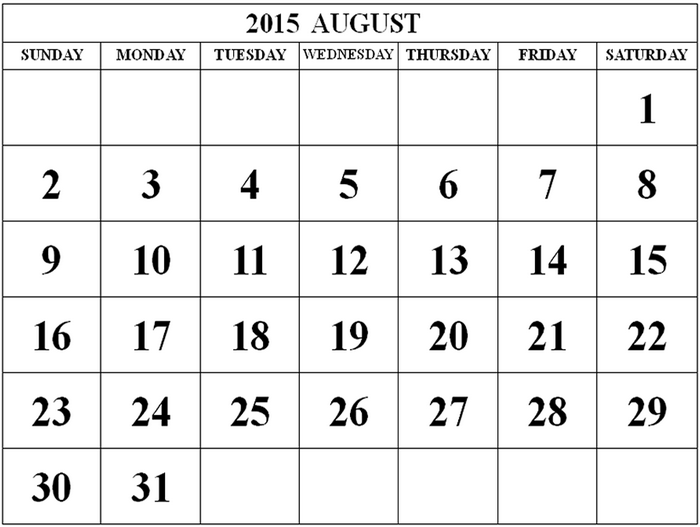 2015 AUGUST
SUNDAY MONDAY TUESDAY WEDNESDAY THURSDAY FRIDAY SATURDAY
1
2 3 4 5 6 7 8
9 10 11 12 13 14 15
16 17 18 19 20 21 22
23 24 25 26 27 28 29
30 31